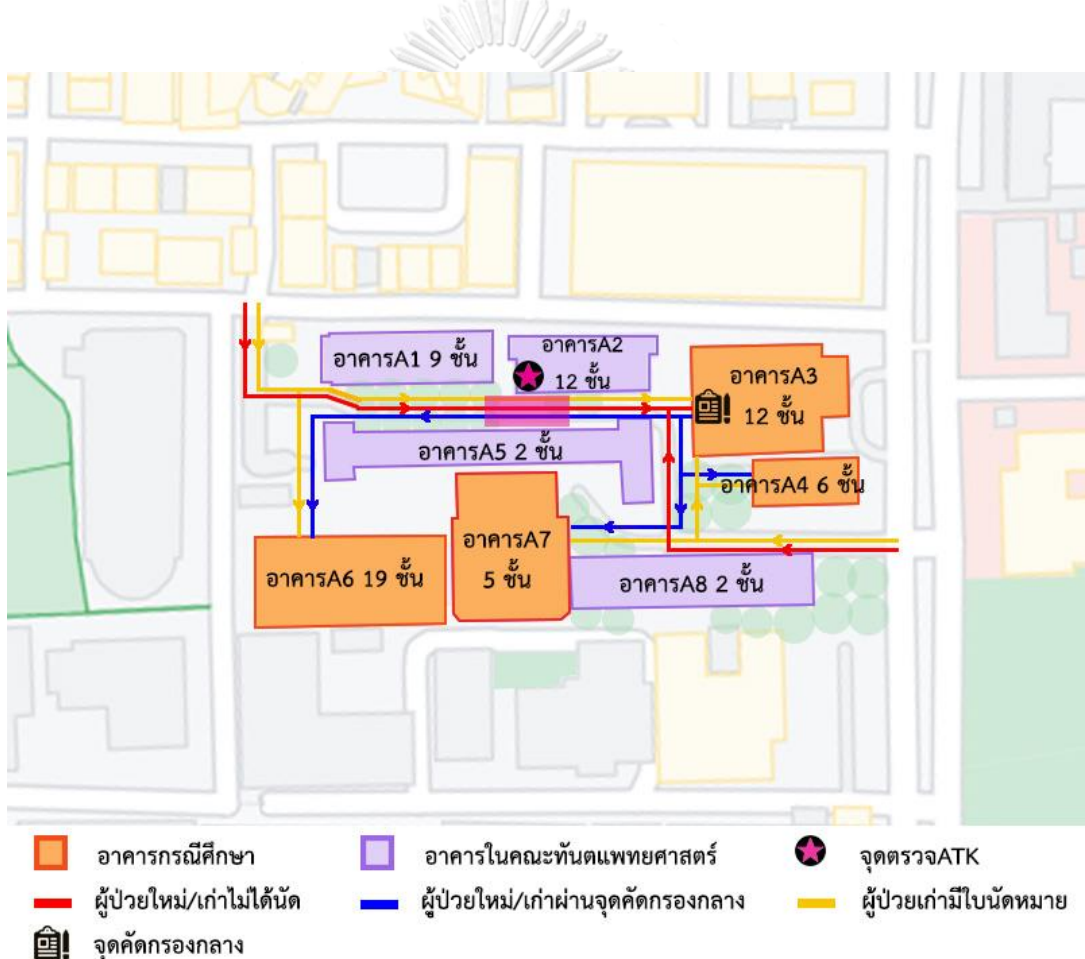 อาคารA1 9 ชั้น
อาคารA2
12 ชั้น
อาคารA3
12 ชั้น
อาคารA5 2 ชั้น
อาคารA4 6 ชั้น
อาคารA7
5 ชั้น
อาคารA6 19 ชั้น
อาคารA8 2 ชั้น
อาคารกรณีศึกษา
อาคารในคณะทันตแพทยศาสตร์
จุดตรวจATK
ผู้ป่วยใหม่/เก่าไม่ได้นัด
ผู้ป่วยใหม่/เก่าผ่านจุดคัดกรองกลาง
ผู้ป่วยเก่ามีใบนัดหมาย
จุดคัดกรองกลาง